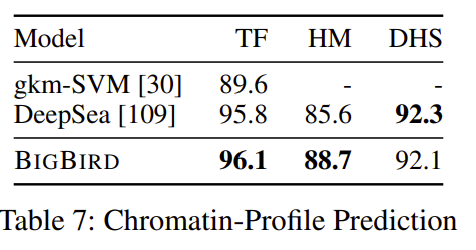 Model TF HM DHS
gkm-SVM [30] 89.6 - -
DeepSea [109] 95.8 85.6 92.3
BIGBIRD 96.1 88.7 92.1
Table 7: Chromatin-Profile Prediction